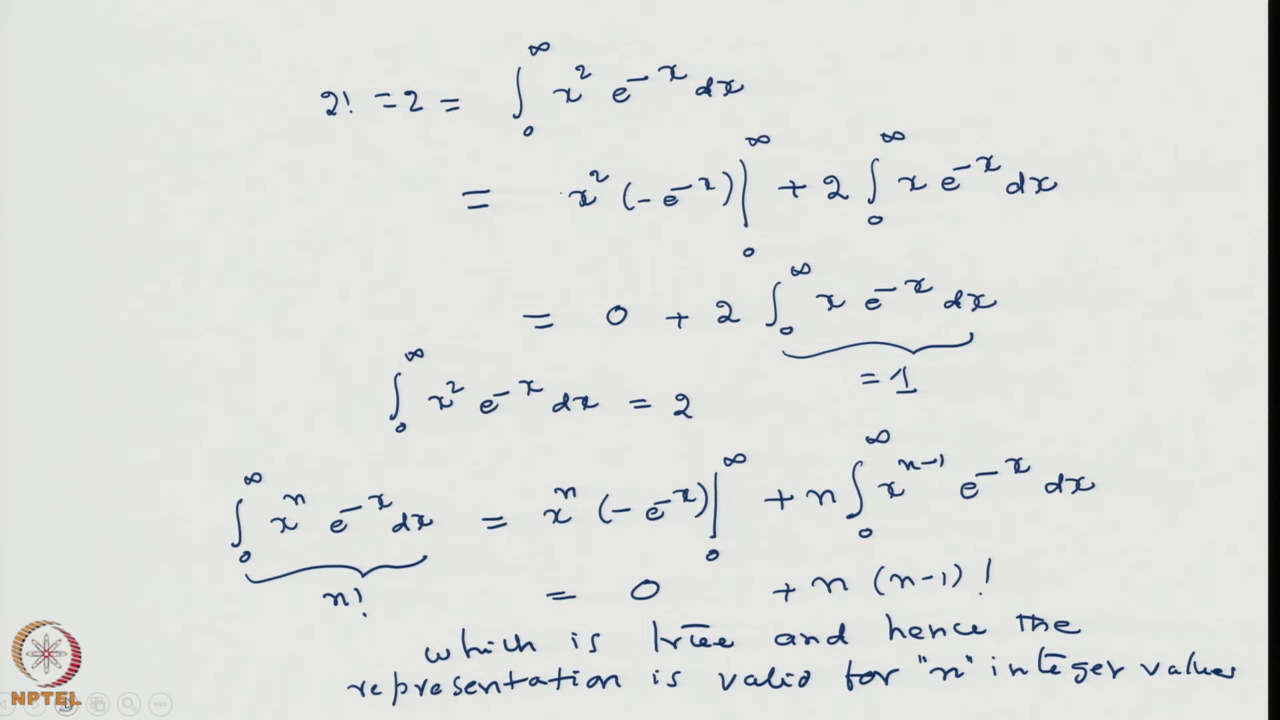 2! = 2 = ∫₀^∞ x² e^{-x} dx
= x² (-e^{-x}) |₀^∞ + 2 ∫₀^∞ x e^{-x} dx
= 0 + 2 ∫₀^∞ x e^{-x} dx
= 1
∫₀^∞ x² e^{-x} dx = 2
∫₀^∞ xⁿ e^{-x} dx = xⁿ (-e^{-x}) |₀^∞ + n ∫₀^∞ x^{n-1} e^{-x} dx
n! = 0 + n (n-1)!
which is true and hence the
representation is valid for "n" integer values
NPTEL